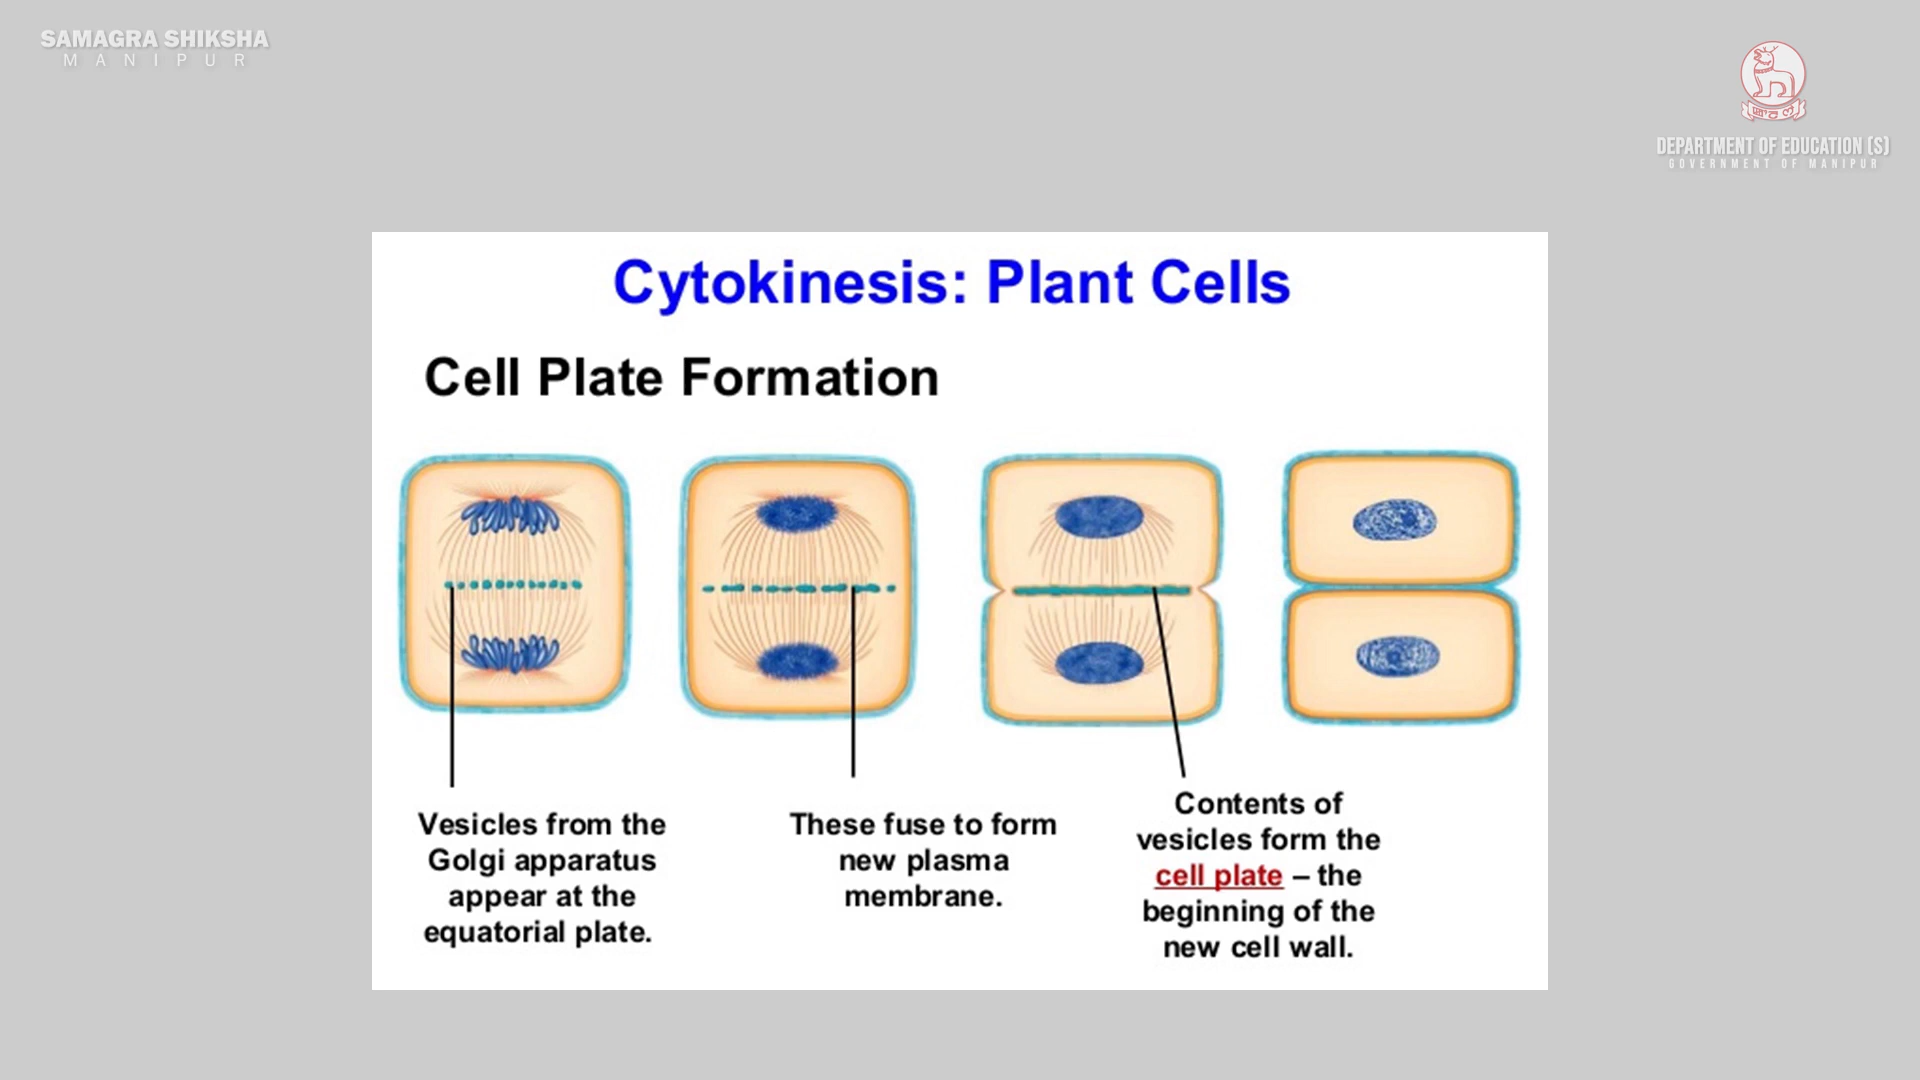 SAMAGRA SHIKSHA
MANIPUR
DEPARTMENT OF EDUCATION (S)
GOVERNMENT OF MANIPUR
Cytokinesis: Plant Cells
Cell Plate Formation
Vesicles from the
Golgi apparatus
appear at the
equatorial plate.
These fuse to form
new plasma
membrane.
Contents of
vesicles form the
cell plate – the
beginning of the
new cell wall.